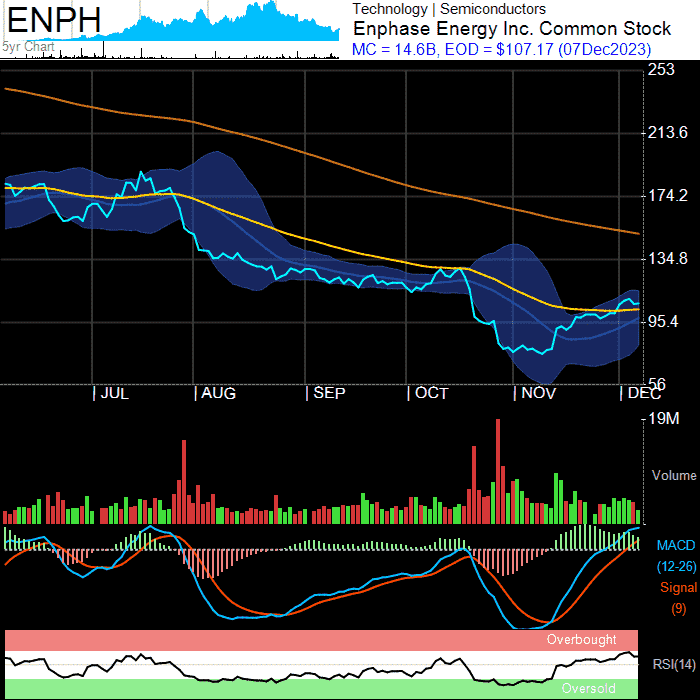 ENPH
5yr Chart
Technology | Semiconductors
Enphase Energy Inc. Common Stock
MC = 14.6B, EOD = $107.17 (07Dec2023)
253
213.6
174.2
134.8
95.4
56
JUL AUG SEP OCT NOV DEC
19M
Volume
MACD
(12-26)
Signal
(9)
Overbought
RSI(14)
Oversold